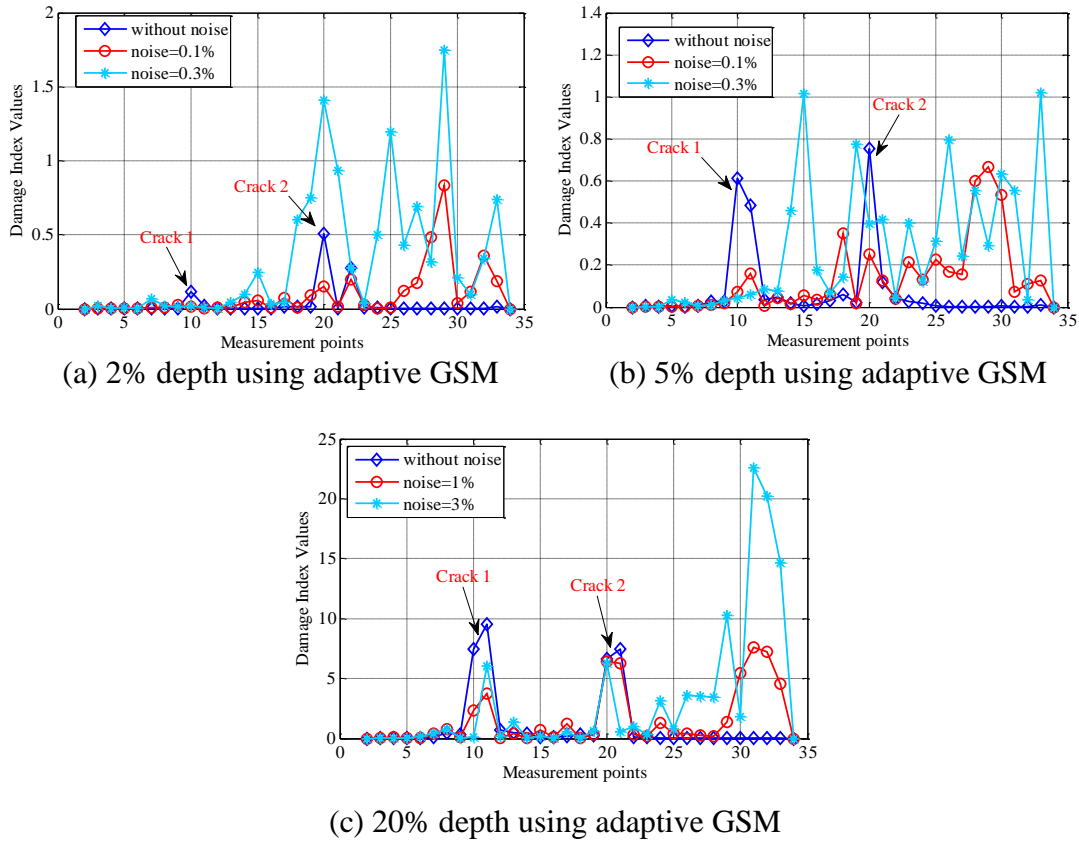 2
1.5
1
0.5
0
Damage Index Values
without noise
noise=0.1%
noise=0.3%
Crack 1
Crack 2
0 5 10 15 20 25 30 35
Measurement points
(a) 2% depth using adaptive GSM
1.4
1.2
1
0.8
0.6
0.4
0.2
0
Damage Index Values
without noise
noise=0.1%
noise=0.3%
Crack 1
Crack 2
0 5 10 15 20 25 30 35
Measurement points
(b) 5% depth using adaptive GSM
25
20
15
10
5
0
Damage Index Values
without noise
noise=1%
noise=3%
Crack 1
Crack 2
0 5 10 15 20 25 30 35
Measurement points
(c) 20% depth using adaptive GSM